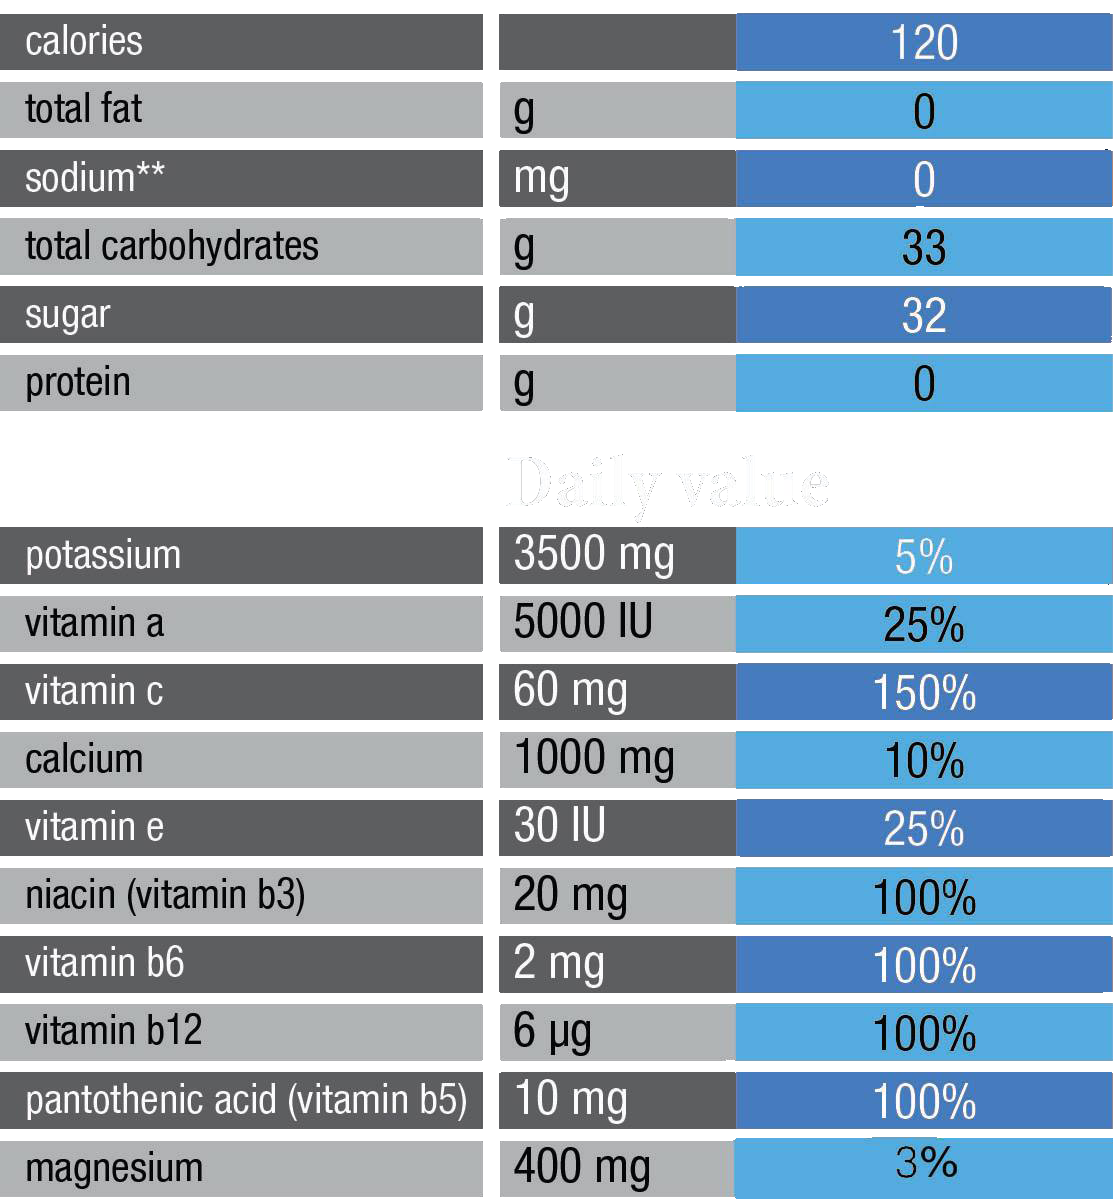 calories 120
total fat g 0
sodium** mg 0
total carbohydrates g 33
sugar g 32
protein g 0
Daily value
potassium 3500 mg 5%
vitamin a 5000 IU 25%
vitamin c 60 mg 150%
calcium 1000 mg 10%
vitamin e 30 IU 25%
niacin (vitamin b3) 20 mg 100%
vitamin b6 2 mg 100%
vitamin b12 6 µg 100%
pantothenic acid (vitamin b5) 10 mg 100%
magnesium 400 mg 3%